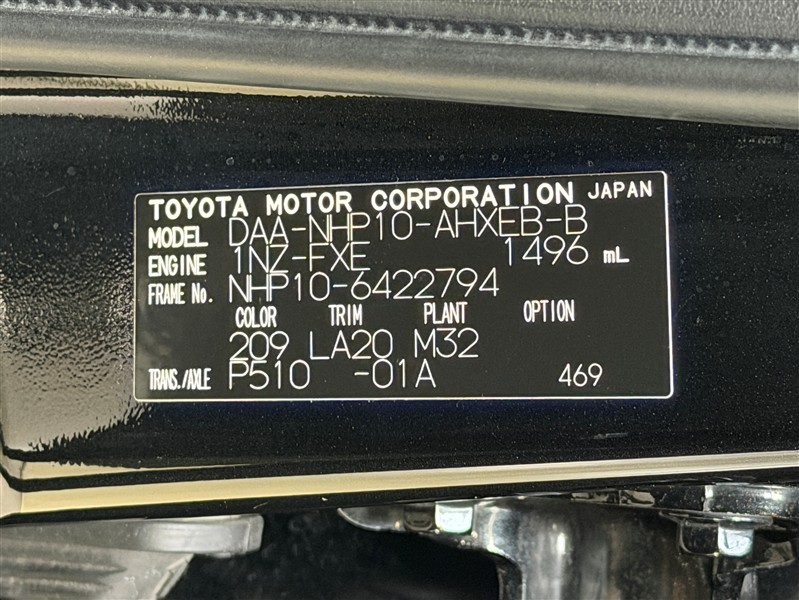 TOYOTA MOTOR CORPORATION JAPAN
MODEL DAA-NHP10-AHXEB-B
ENGINE 1NZ-FXE 1496 mL
FRAME No. NHP10-6422794
COLOR TRIM PLANT OPTION
209 LA20 M32
TRANS./AXLE P510 -01A 469